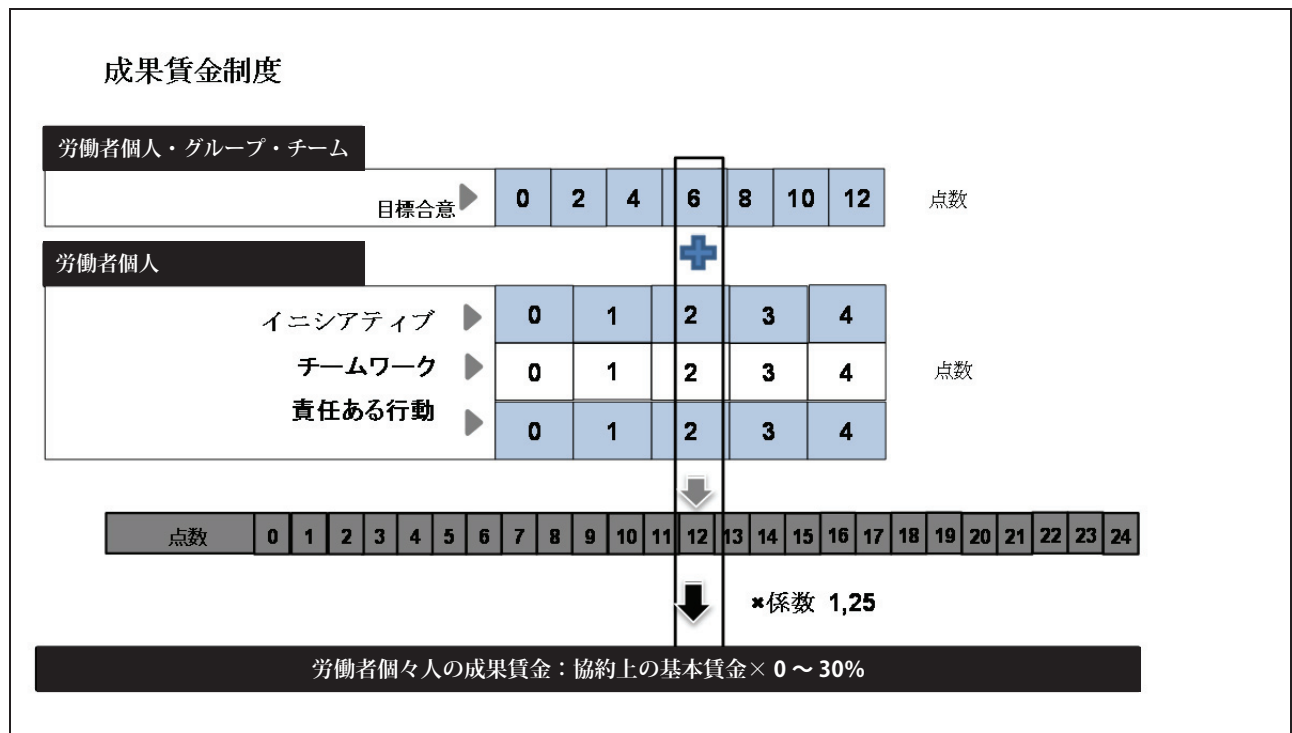 成果賃金制度
労働者個人・グループ・チーム
目標合意 0 2 4 6 8 10 12 点数
労働者個人
イニシアティブ 0 1 2 3 4
チームワーク 0 1 2 3 4 点数
責任ある行動 0 1 2 3 4
点数 0 1 2 3 4 5 6 7 8 9 10 11 12 13 14 15 16 17 18 19 20 21 22 23 24
×係数 1,25
労働者個々人の成果賃金：協約上の基本賃金× 0 〜 30%